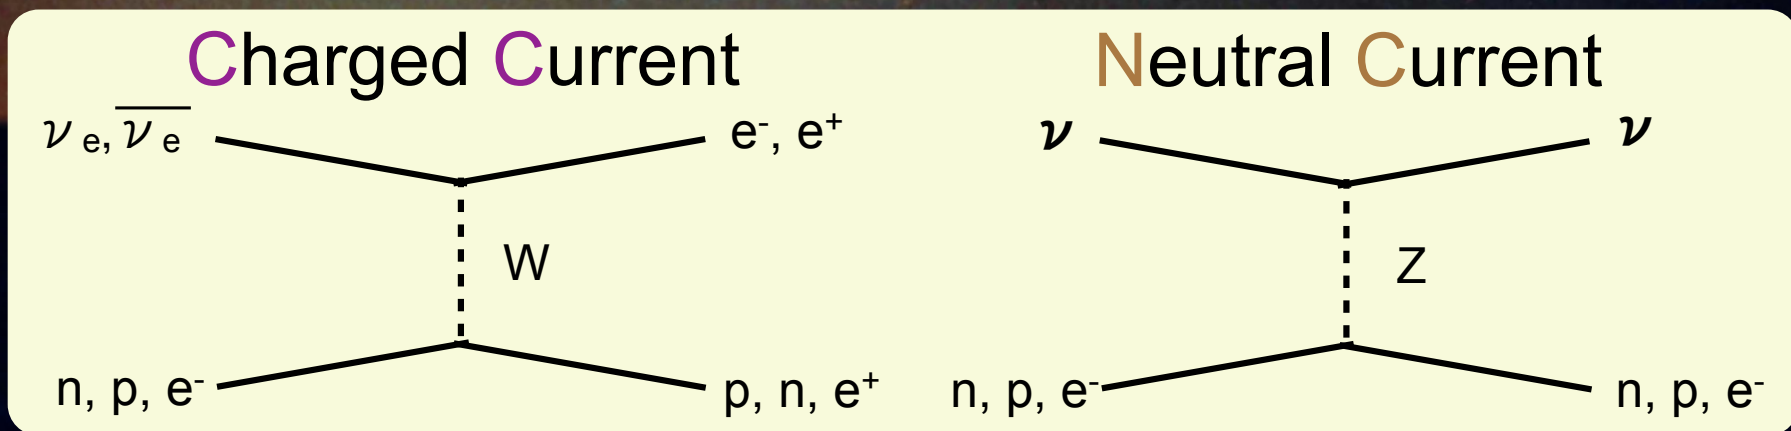 Charged Current
ν e, ν̅ e̅
e⁻, e⁺
W
n, p, e⁻
p, n, e⁺
Neutral Current
ν
ν
Z
n, p, e⁻
n, p, e⁻